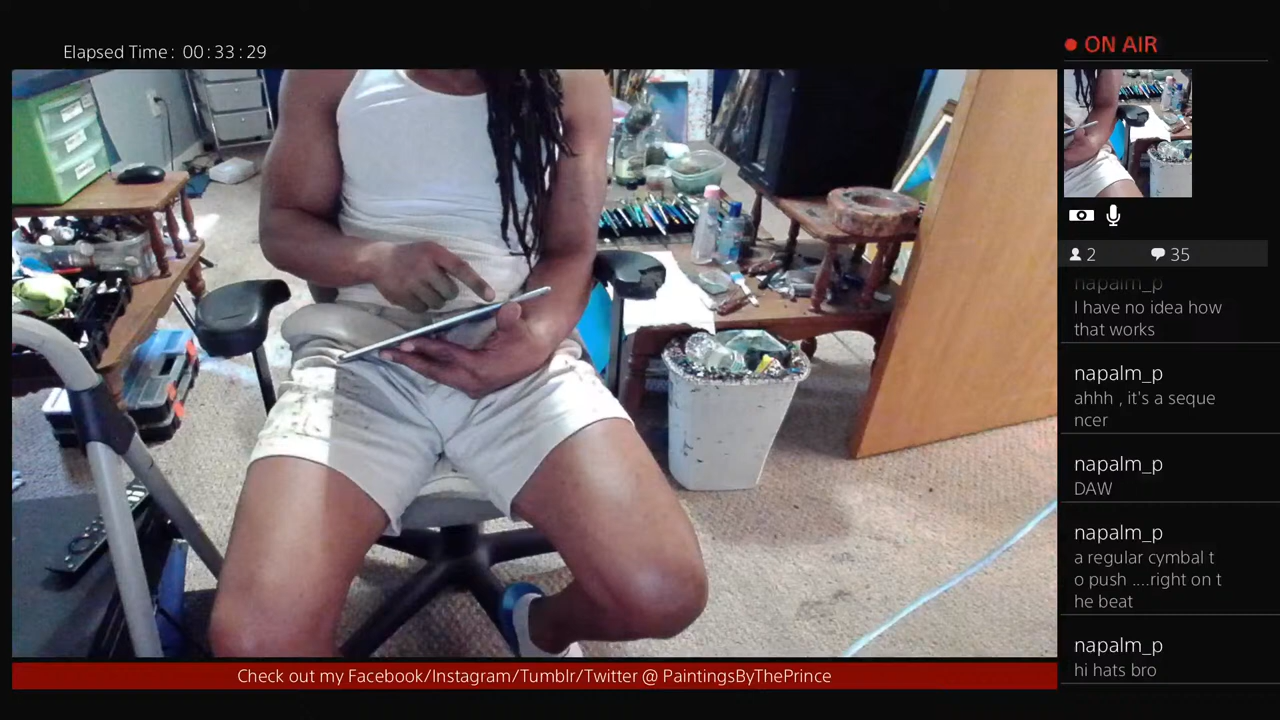 Elapsed Time: 00:33:29
ON AIR
2 35
napalm_p
I have no idea how
that works
napalm_p
ahhh , it's a seque
ncer
napalm_p
DAW
napalm_p
a regular cymbal t
o push ....right on t
he beat
napalm_p
hi hats bro
Check out my Facebook/Instagram/Tumblr/Twitter @ PaintingsByThePrince